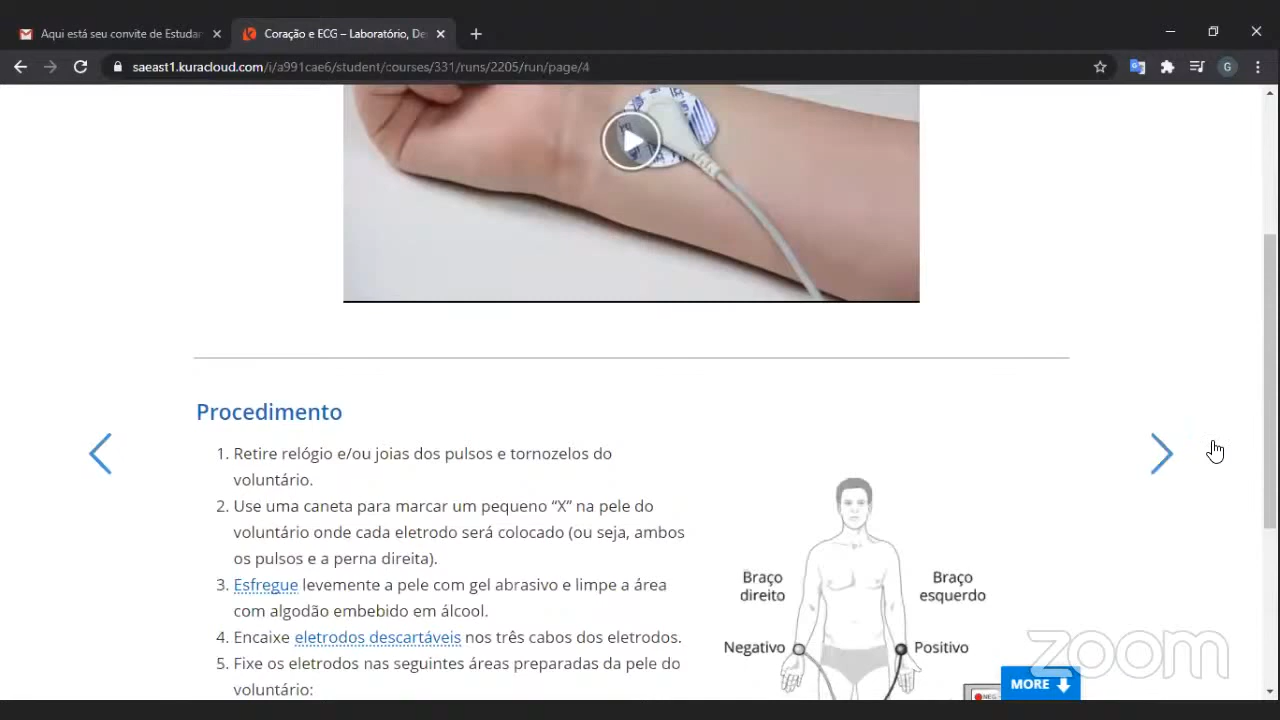 Aqui está seu convite de Estudar
Coração e ECG – Laboratório, De
saeast1.kuracloud.com/i/a991cae6/student/courses/331/runs/2205/run/page/4
G
Procedimento
1. Retire relógio e/ou joias dos pulsos e tornozelos do
voluntário.
2. Use uma caneta para marcar um pequeno “X” na pele do
voluntário onde cada eletrodo será colocado (ou seja, ambos
os pulsos e a perna direita).
3. Esfregue levemente a pele com gel abrasivo e limpe a área
com algodão embebido em álcool.
4. Encaixe eletrodos descartáveis nos três cabos dos eletrodos.
5. Fixe os eletrodos nas seguintes áreas preparadas da pele do
voluntário:
Braço
direito
Braço
esquerdo
Negativo
Positivo
NEG
MORE
zoom